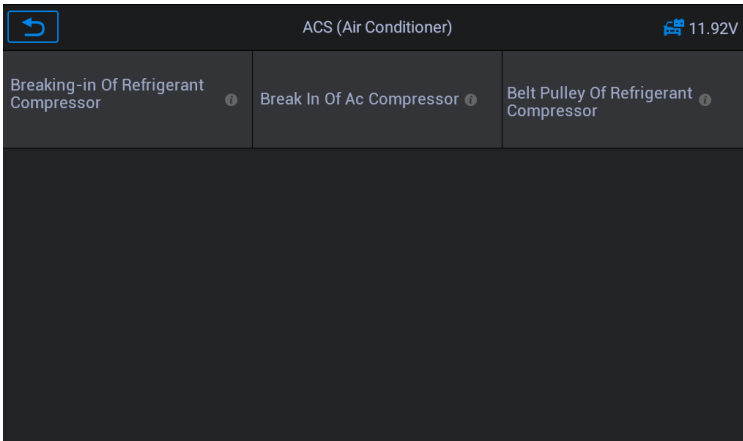 ACS (Air Conditioner)
11.92V
Breaking-in Of Refrigerant
Compressor
Break In Of Ac Compressor
Belt Pulley Of Refrigerant
Compressor